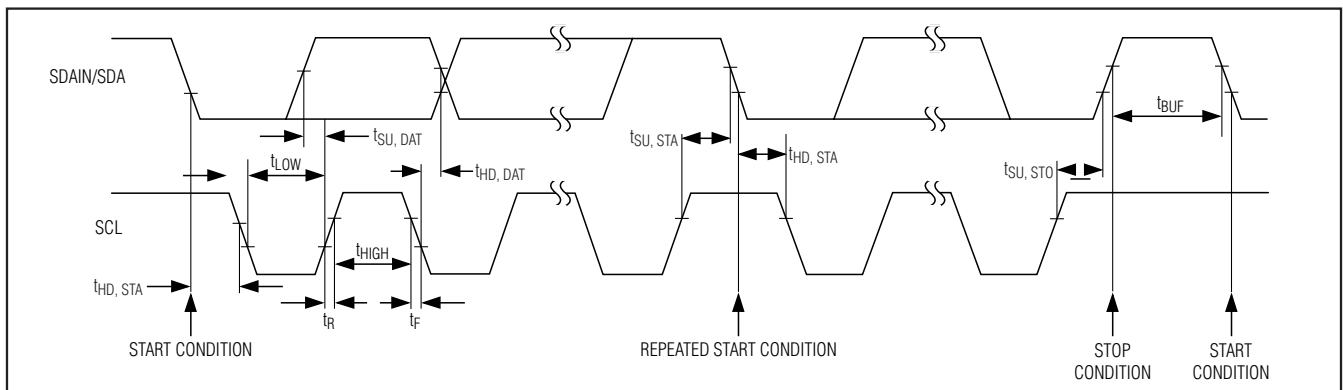 SDAIN/SDA
tSU, DAT
tLOW
tHD, DAT
tSU, STA
tHD, STA
tBUF
tSU, STO
SCL
tHIGH
tHD, STA
tR
tF
START CONDITION
REPEATED START CONDITION
STOP
CONDITION
START
CONDITION